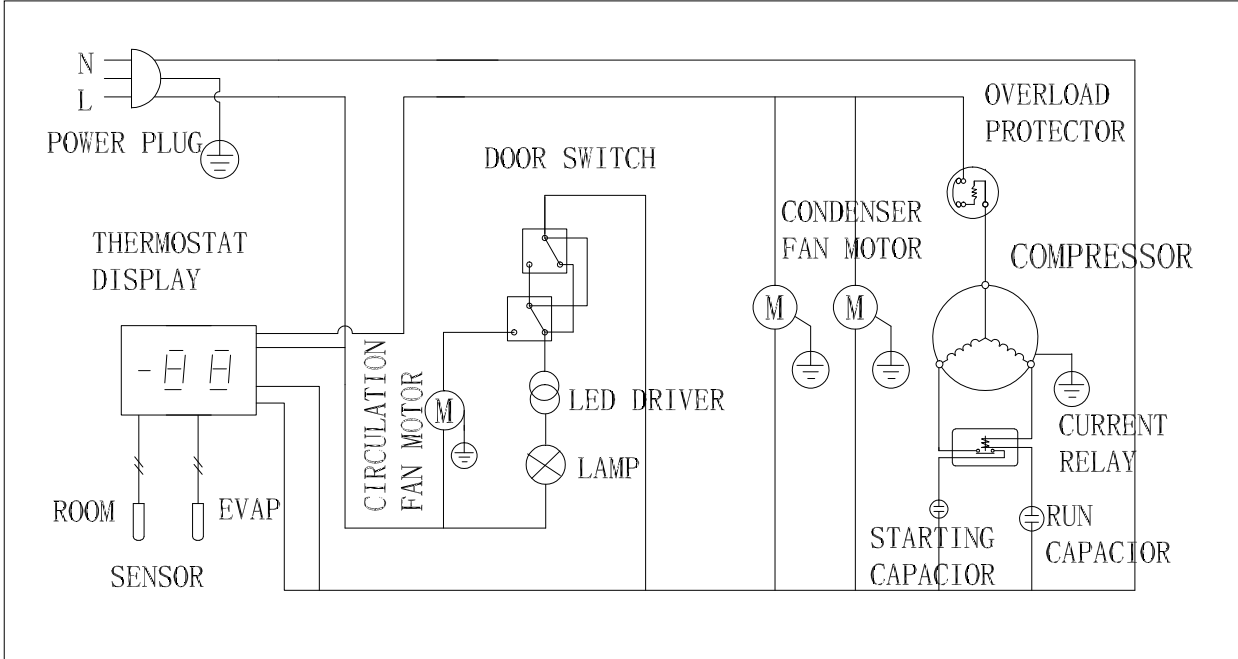 N
L
POWER PLUG
OVERLOAD
PROTECTOR
DOOR SWITCH
CONDENSER
FAN MOTOR
THERMOSTAT
DISPLAY
COMPRESSOR
M
M
-88
CIRCULATION
FAN MOTOR
M
LED DRIVER
LAMP
CURRENT
RELAY
ROOM
EVAP
SENSOR
STARTING
CAPACIOR
RUN
CAPACIOR